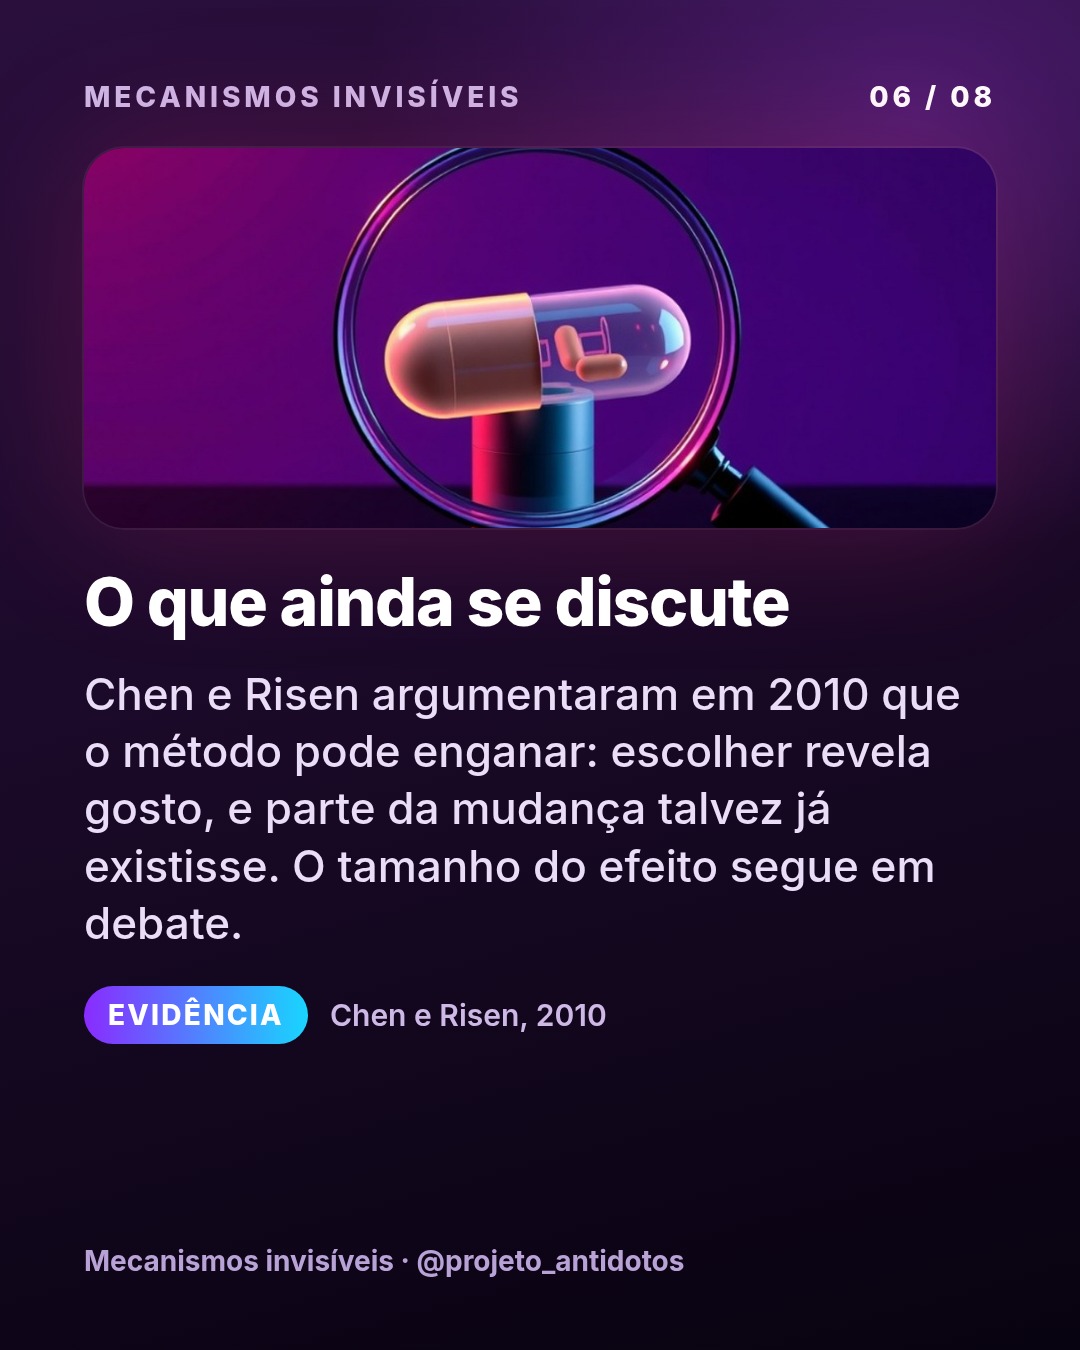 MECANISMOS INVISÍVEIS
06 / 08
O que ainda se discute
Chen e Risen argumentaram em 2010 que
o método pode enganar: escolher revela
gosto, e parte da mudança talvez já
existisse. O tamanho do efeito segue em
debate.
EVIDÊNCIA
Chen e Risen, 2010
Mecanismos invisíveis · @projeto_antidotos